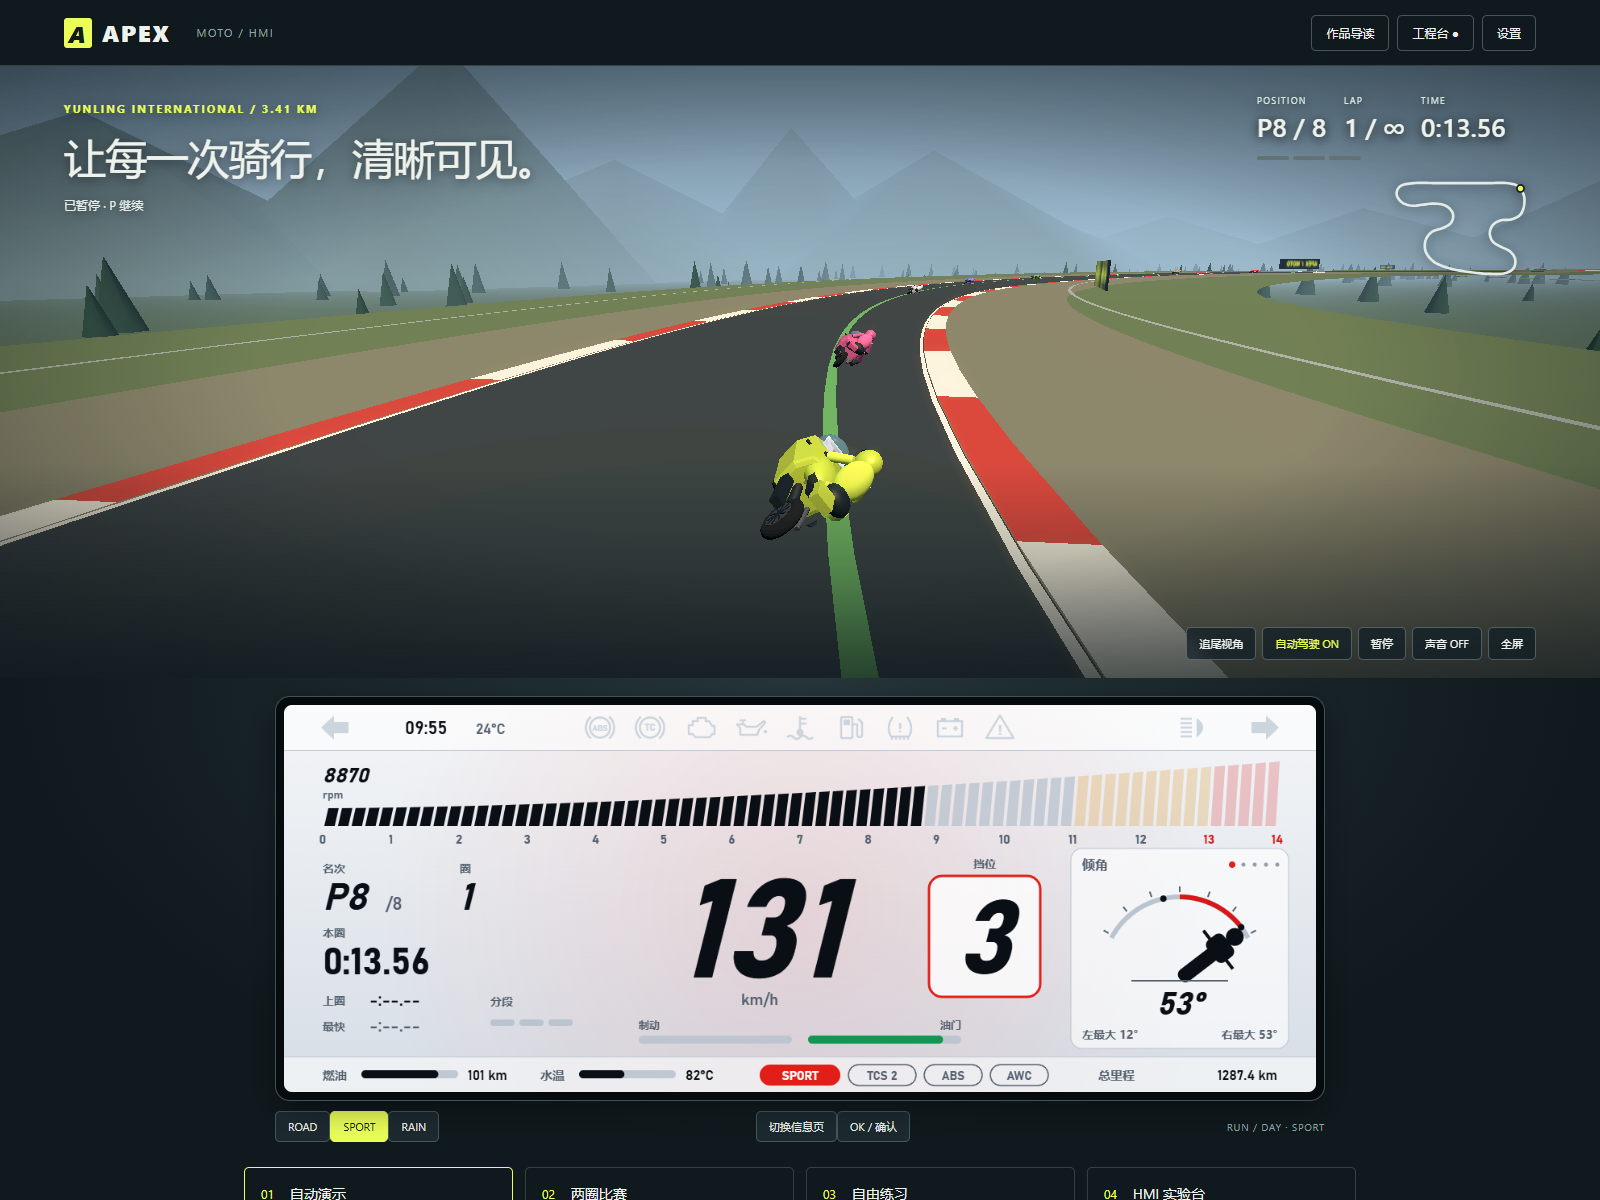 A APEX MOTO / HMI
作品导读 工程台 ● 设置
YUNLING INTERNATIONAL / 3.41 KM
让每一次骑行，清晰可见。
已暂停 · P 继续
POSITION LAP TIME
P8 / 8 1 / ∞ 0:13.56
追尾视角 自动驾驶 ON 暂停 声音 OFF 全屏
09:55 24°C ABS TC
8870
rpm
0 1 2 3 4 5 6 7 8 9 10 11 12 13 14
名次 圈 挡位 倾角
P8 /8 1
131
3
本圈
0:13.56
km/h
上圈 -:--.-- 分段
最快 -:--.--
制动 油门
53°
左最大 12° 右最大 53°
燃油 101 km 水温 82°C SPORT TCS 2 ABS AWC 总里程 1287.4 km
ROAD SPORT RAIN 切换信息页 OK / 确认 RUN / DAY · SPORT
01 自动演示 02 两圈比赛 03 自由练习 04 HMI 实验台